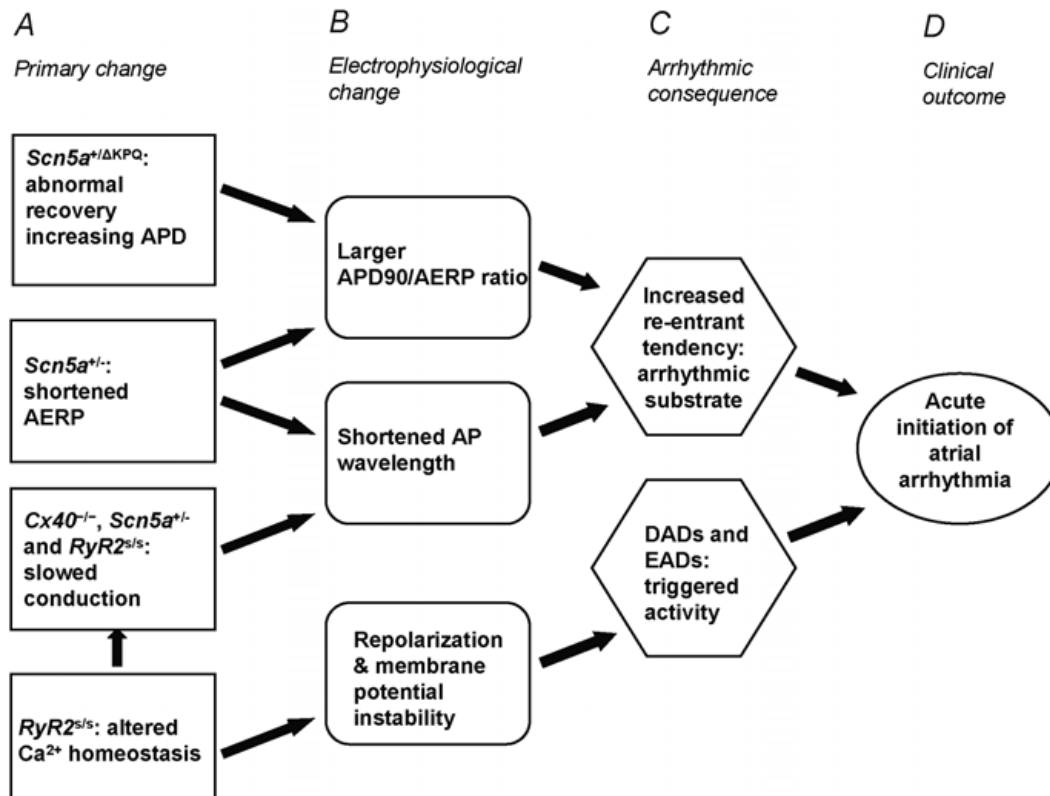 A
Primary change
B
Electrophysiological
change
C
Arrhythmic
consequence
D
Clinical
outcome
Scn5a+/ΔKPQ:
abnormal
recovery
increasing APD
Scn5a+/-:
shortened
AERP
Cx40−/−, Scn5a+/-
and RyR2s/s:
slowed
conduction
RyR2s/s: altered
Ca2+ homeostasis
Larger
APD90/AERP ratio
Shortened AP
wavelength
Repolarization
& membrane
potential
instability
Increased
re-entrant
tendency:
arrhythmic
substrate
DADs and
EADs:
triggered
activity
Acute
initiation of
atrial
arrhythmia